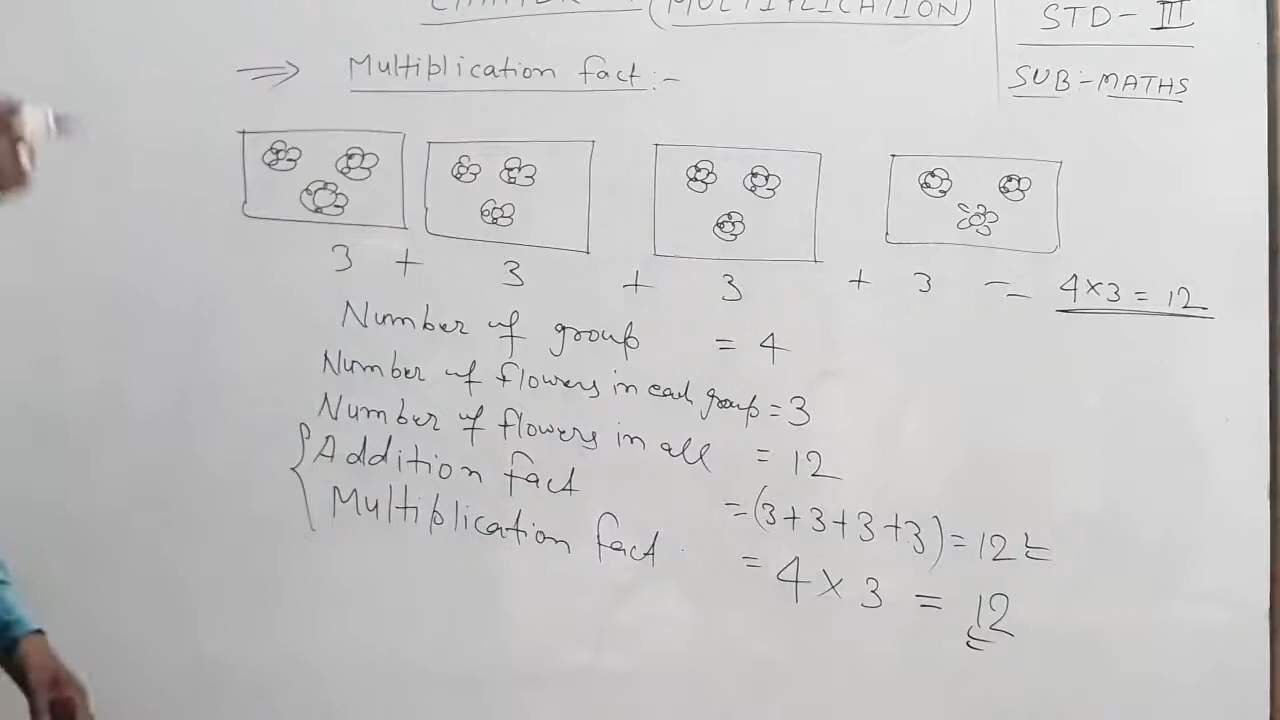 (MULTIPLICATION)
STD- III
SUB:- MATHS
⇒ Multiplication fact:-
3 + 3 + 3 + 3 = 4×3 = 12
Number of group = 4
Number of flowers in each group = 3
Number of flowers in all = 12
Addition fact = (3+3+3+3) = 12
Multiplication fact = 4 × 3 = 12